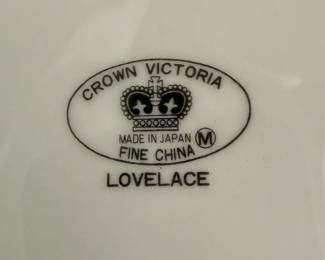 CROWN VICTORIA
MADE IN JAPAN M
FINE CHINA
LOVELACE